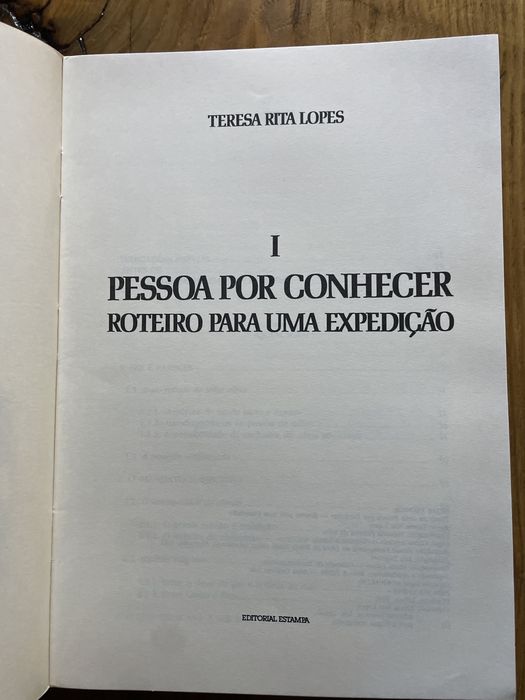 TERESA RITA LOPES
I
PESSOA POR CONHECER
ROTEIRO PARA UMA EXPEDIÇÃO
EDITORIAL ESTAMPA